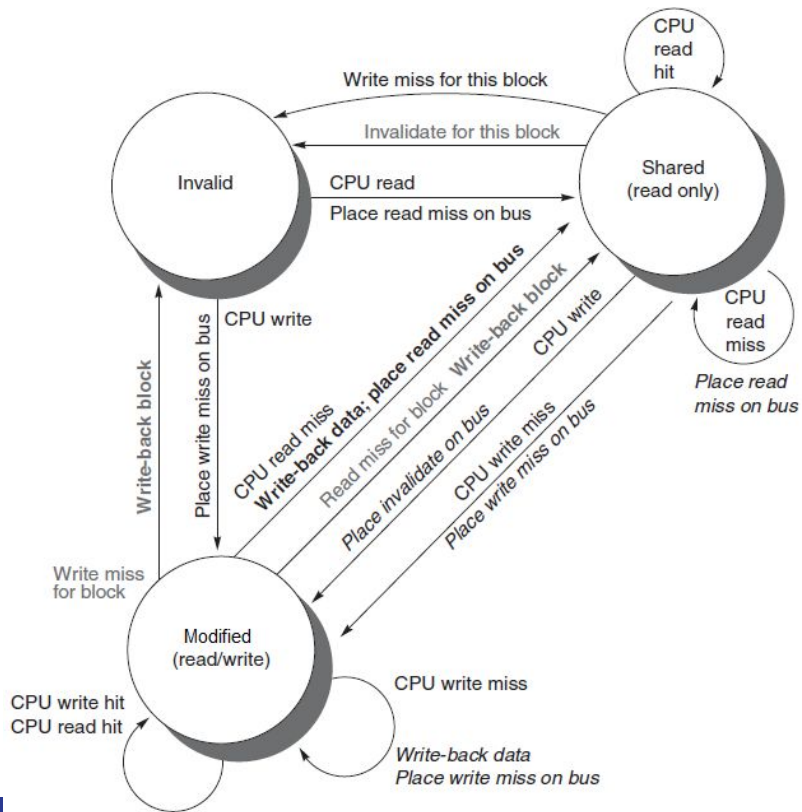 CPU
read
hit
Write miss for this block
Invalidate for this block
Invalid
Shared
(read only)
CPU read
Place read miss on bus
CPU
read
miss
Place read
miss on bus
CPU write
Place write miss on bus
Write-back block
Write miss
for block
CPU read miss
Write-back data; place read miss on bus
Read miss for block Write-back block
CPU write
Place invalidate on bus
CPU write miss
Place write miss on bus
Modified
(read/write)
CPU write hit
CPU read hit
CPU write miss
Write-back data
Place write miss on bus